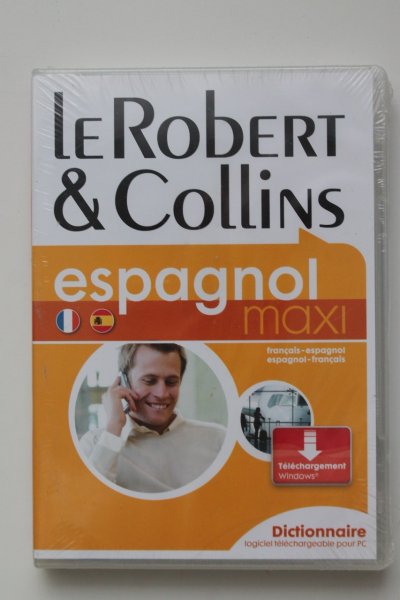 LE ROBERT
& COLLINS
espagnol
maxi
français-espagnol
espagnol-français
Téléchargement
Windows®
Dictionnaire
logiciel téléchargeable pour PC